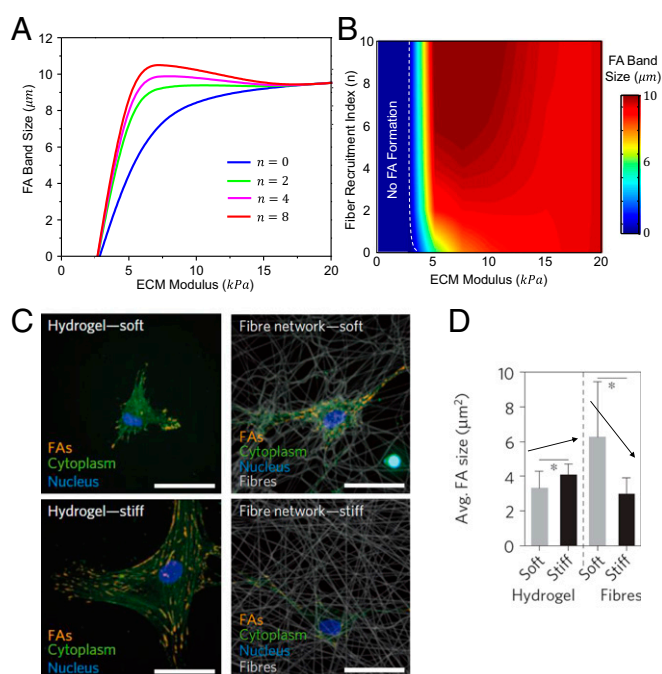 A
FA Band Size (μm)
12
10
8
6
4
2
0
0
5
10
15
20
ECM Modulus (kPa)
n = 0
n = 2
n = 4
n = 8
B
Fiber Recruitment Index (n)
10
8
6
4
2
0
0
5
10
15
20
ECM Modulus (kPa)
No FA Formation
FA Band
Size (μm)
10
6
4
2
0
C
Hydrogel—soft
FAs
Cytoplasm
Nucleus
Fibre network—soft
FAs
Cytoplasm
Nucleus
Fibres
Hydrogel—stiff
FAs
Cytoplasm
Nucleus
Fibre network—stiff
FAs
Cytoplasm
Nucleus
Fibres
D
Avg. FA size (μm²)
10
8
6
4
2
0
*
*
Soft
Stiff
Soft
Stiff
Hydrogel
Fibres